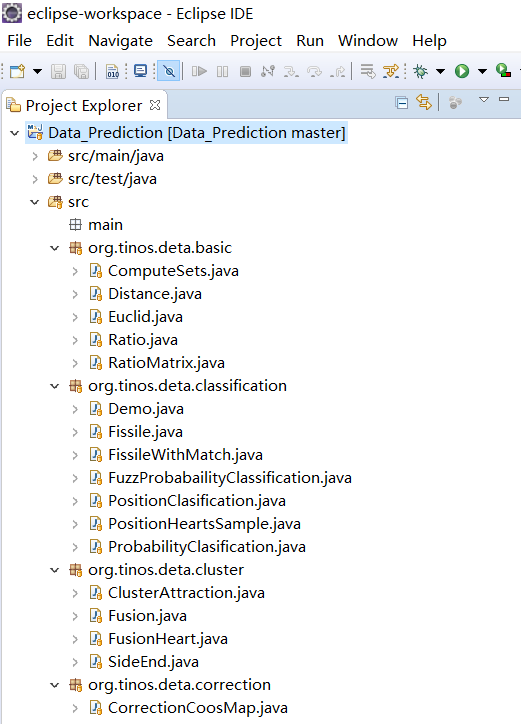 eclipse-workspace - Eclipse IDE
File Edit Navigate Search Project Run Window Help
010
Project Explorer
Data_Prediction [Data_Prediction master]
src/main/java
src/test/java
src
main
org.tinos.deta.basic
ComputeSets.java
Distance.java
Euclid.java
Ratio.java
RatioMatrix.java
org.tinos.deta.classification
Demo.java
Fissile.java
FissileWithMatch.java
FuzzProbabailityClassification.java
PositionClasification.java
PositionHeartsSample.java
ProbabilityClasification.java
org.tinos.deta.cluster
ClusterAttraction.java
Fusion.java
FusionHeart.java
SideEnd.java
org.tinos.deta.correction
CorrectionCoosMap.java